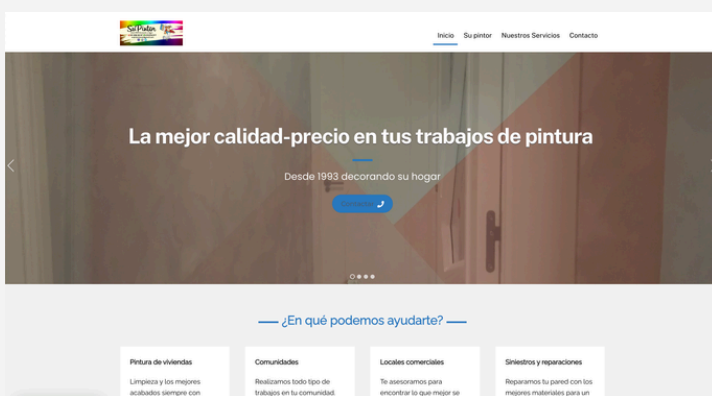 Su Pintor
Inicio Su pintor Nuestros Servicios Contacto
La mejor calidad-precio en tus trabajos de pintura
Desde 1993 decorando su hogar
¿En qué podemos ayudarte?
Pintura de viviendas
Limpieza y los mejores
acabados siempre con
Comunidades
Realizamos todo tipo de
trabajos en tu comunidad.
Locales comerciales
Te asesoramos para
encontrar lo que mejor se
Siniestros y reparaciones
Reparamos tu pared con los
mejores materiales para un